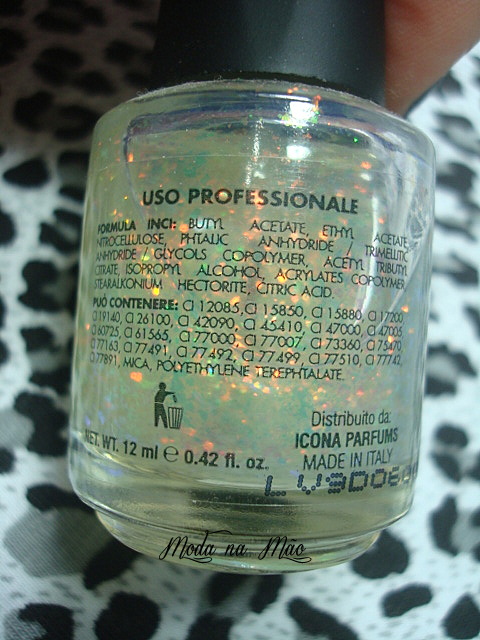 USO PROFESSIONALE
FORMULA INCI: BUTYL ACETATE, ETHYL ACETATE,
NITROCELLULOSE, PHTALIC ANHYDRIDE / TRIMELLITIC
ANHYDRIDE / GLYCOLS COPOLYMER, ACETYL TRIBUTYL
CITRATE, ISOPROPYL ALCOHOL, ACRYLATES COPOLYMER,
STEARALKONIUM HECTORITE, CITRIC ACID.
PUÒ CONTENERE: CI 12085, CI 15850, CI 15880, CI 17200,
CI 19140, CI 26100, CI 42090, CI 45410, CI 47000, CI 47005,
CI 60725, CI 61565, CI 77000, CI 77007, CI 73360, CI 75470,
CI 77163, CI 77491, CI 77492, CI 77499, CI 77510, CI 77742,
CI 77891, MICA, POLYETHYLENE TEREPHTALATE.
NET. WT. 12 ml e 0.42 fl. oz.
Distribuito da:
ICONA PARFUMS
MADE IN ITALY
Moda na Mão